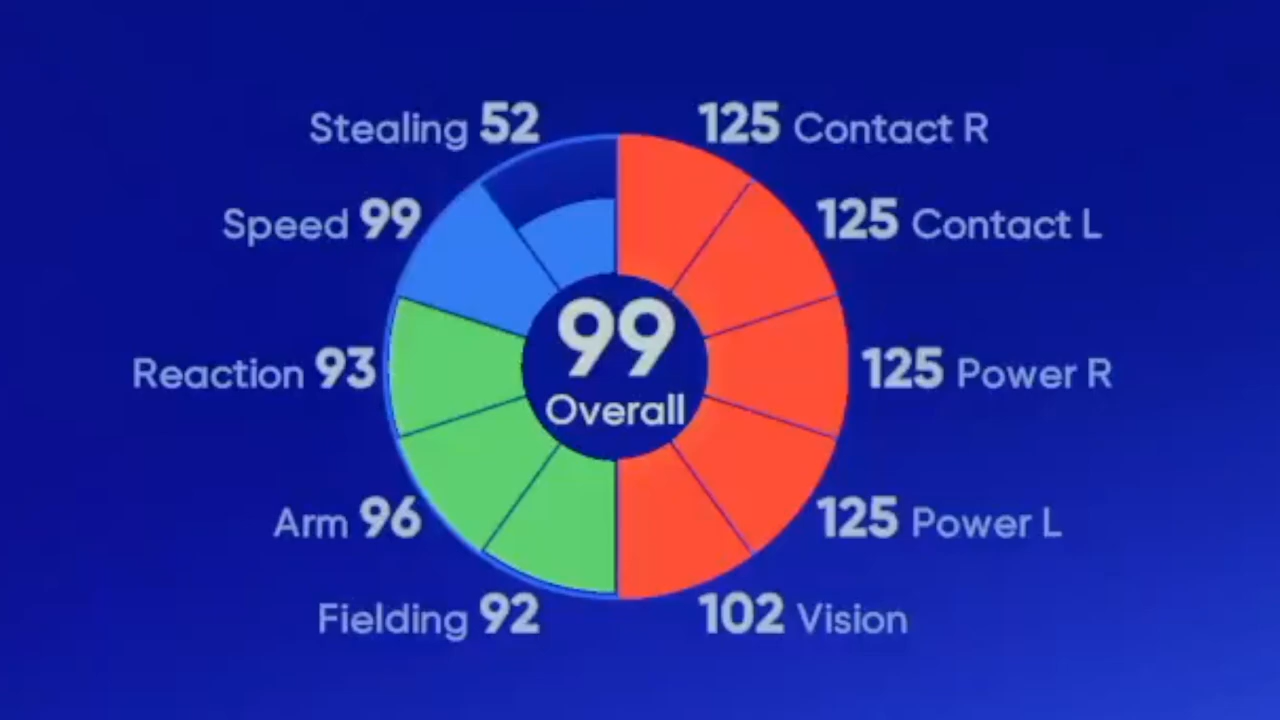 Stealing 52
125 Contact R
Speed 99
125 Contact L
99
Overall
Reaction 93
125 Power R
Arm 96
125 Power L
Fielding 92
102 Vision